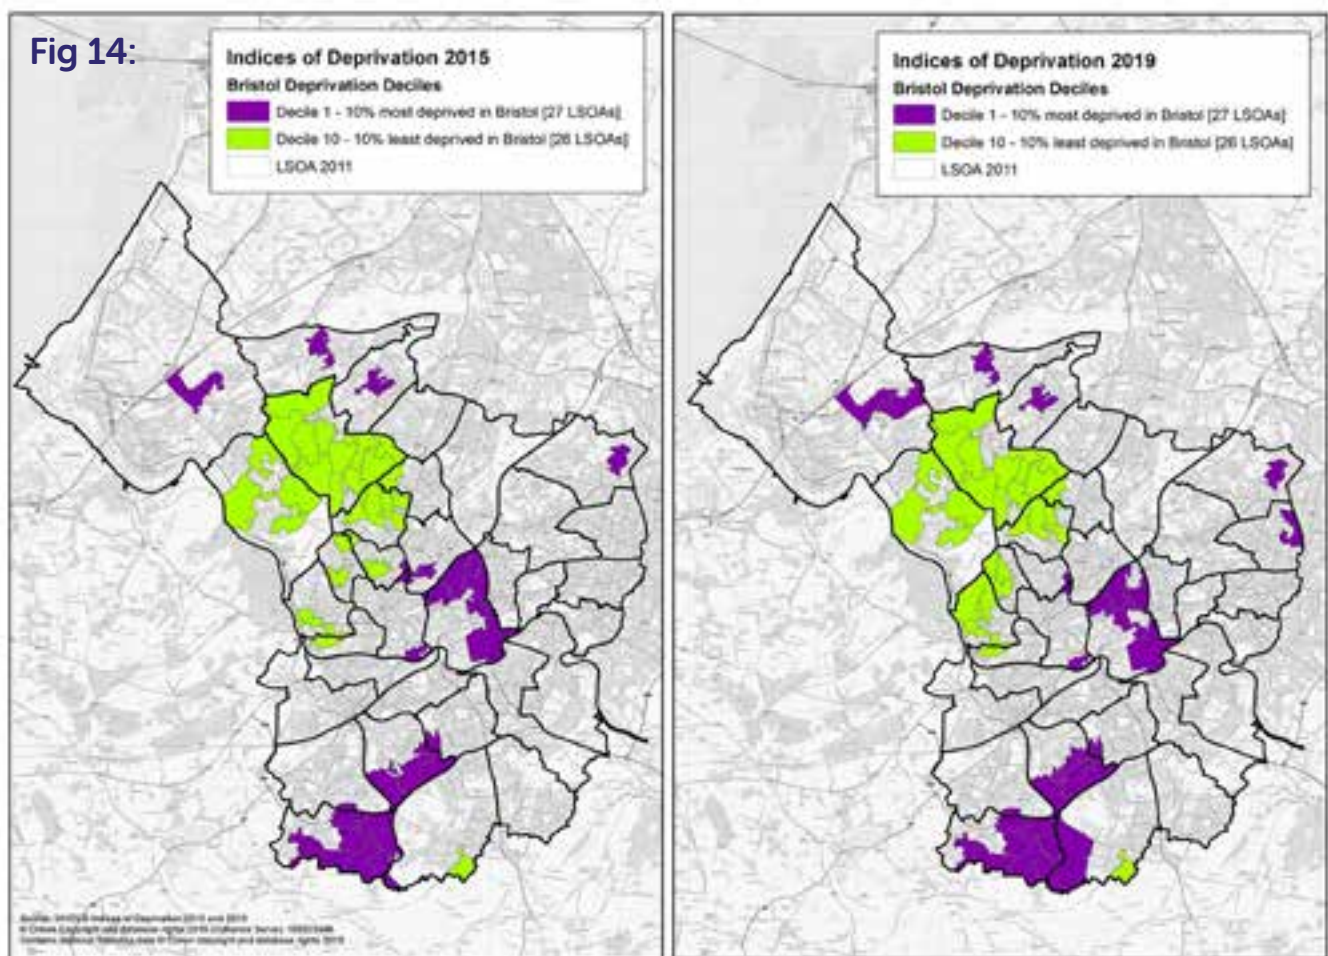 Fig 14:
Indices of Deprivation 2015
Bristol Deprivation Deciles
Decile 1 - 10% most deprived in Bristol [27 LSOAs]
Decile 10 - 10% least deprived in Bristol [26 LSOAs]
LSOA 2011
Indices of Deprivation 2019
Bristol Deprivation Deciles
Decile 1 - 10% most deprived in Bristol [27 LSOAs]
Decile 10 - 10% least deprived in Bristol [26 LSOAs]
LSOA 2011